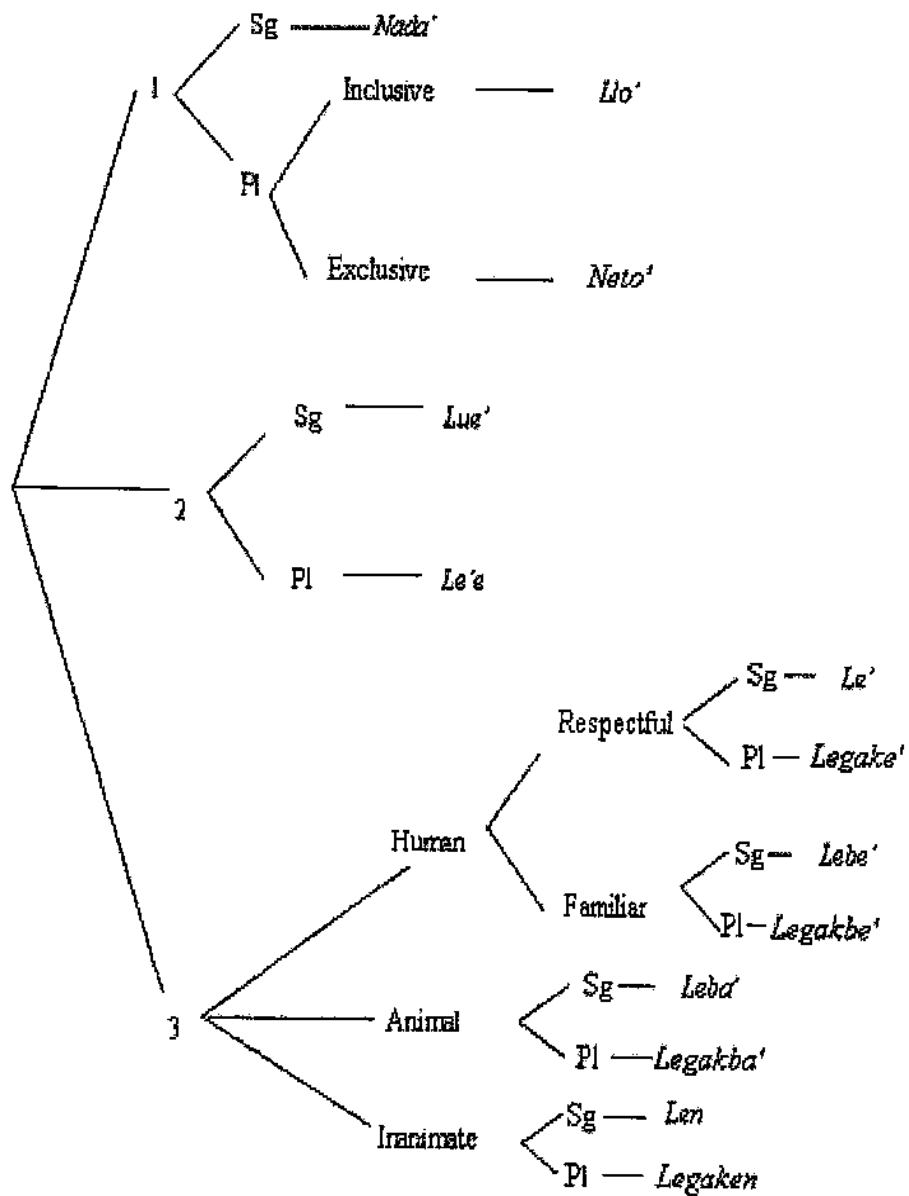 Sg Nada'
1
Inclusive Llo'
Pl
Exclusive Neto'
Sg Lue'
2
Pl Le'e
Sg Le'
Respectful
Pl Legake'
Human
Sg Lebe'
Familiar
Pl Legakbe'
Sg Leba'
3 Animal
Pl Legakba'
Sg Len
Inanimate
Pl Legaken